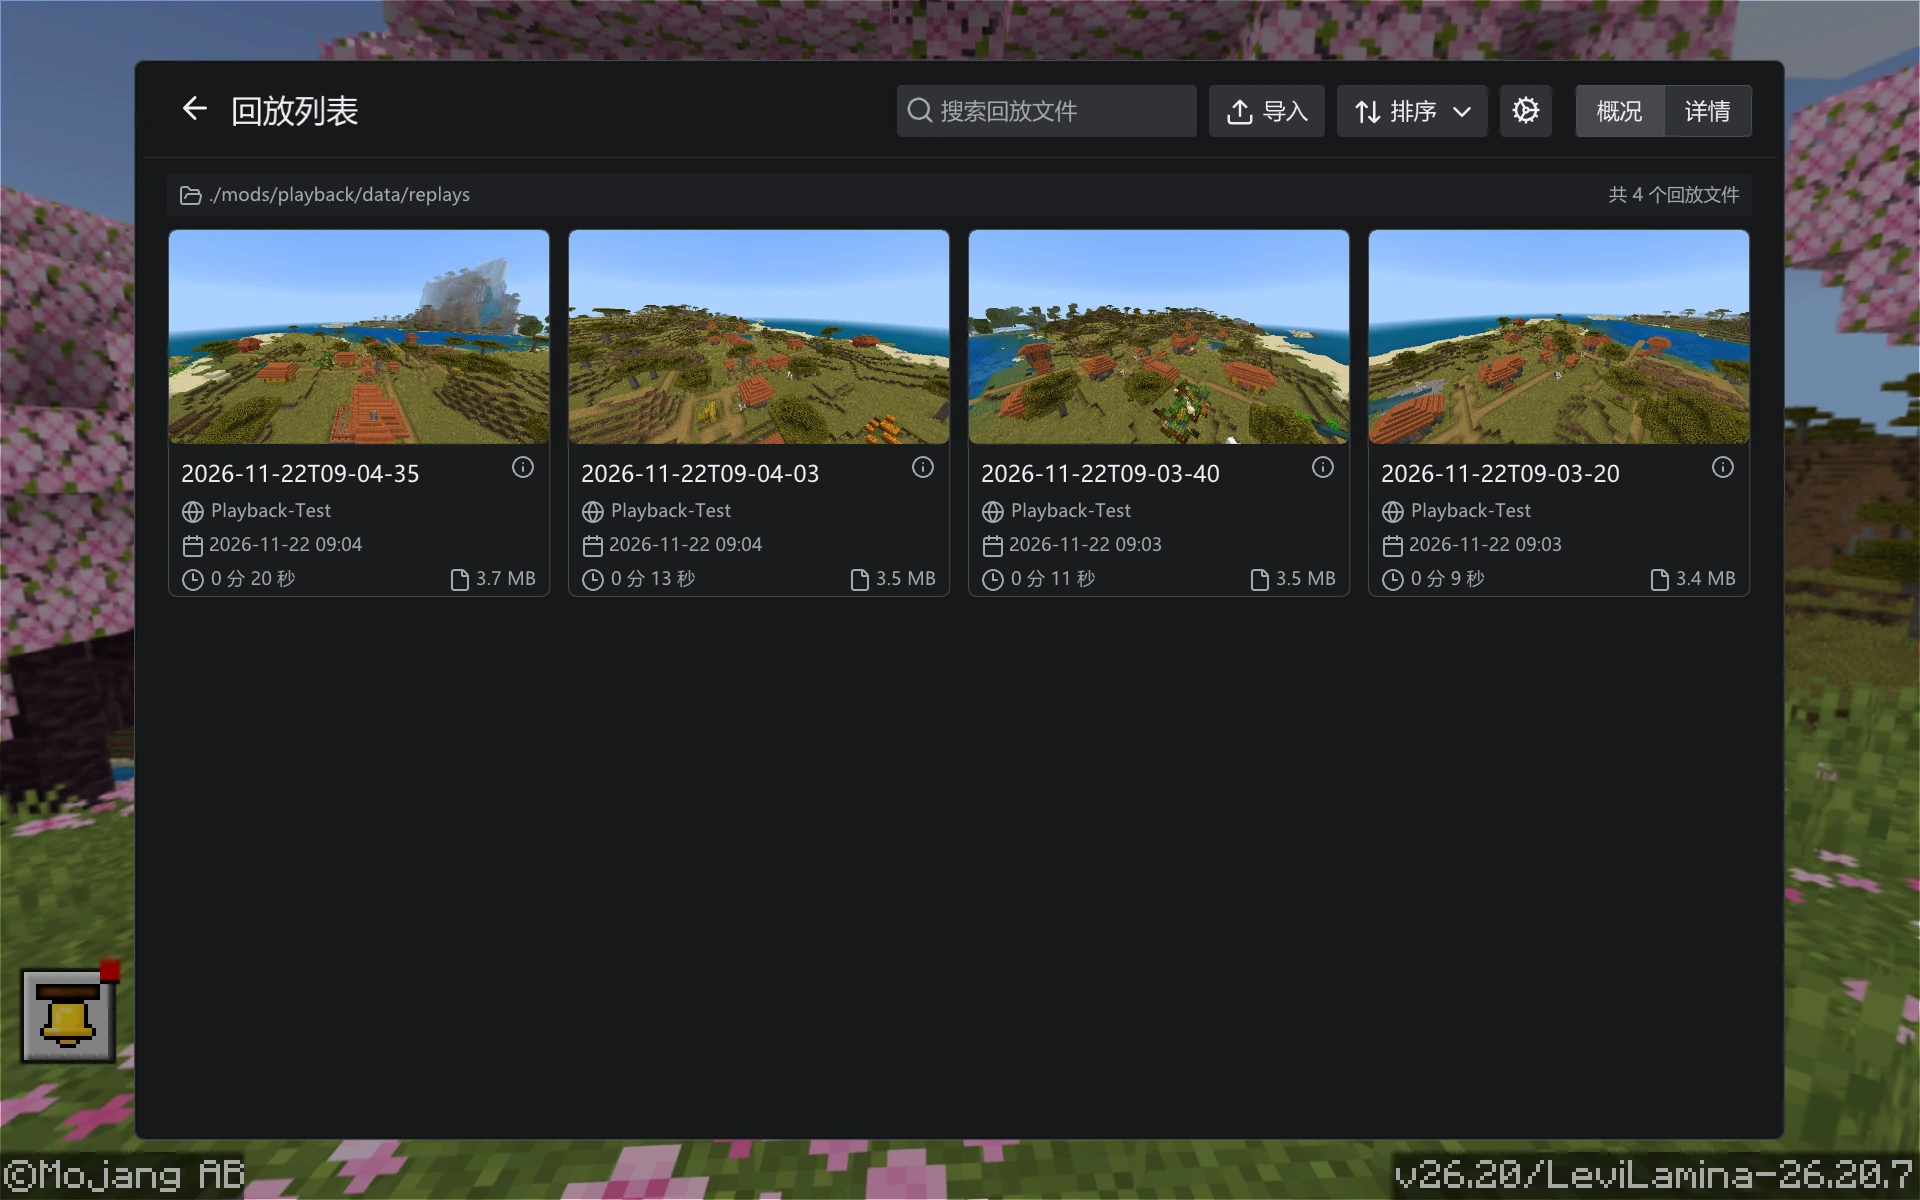 回放列表
搜索回放文件
导入
排序
概况
详情
./mods/playback/data/replays
共 4 个回放文件
2026-11-22T09-04-35
Playback-Test
2026-11-22 09:04
0 分 20 秒
3.7 MB
2026-11-22T09-04-03
Playback-Test
2026-11-22 09:04
0 分 13 秒
3.5 MB
2026-11-22T09-03-40
Playback-Test
2026-11-22 09:03
0 分 11 秒
3.5 MB
2026-11-22T09-03-20
Playback-Test
2026-11-22 09:03
0 分 9 秒
3.4 MB
©Mojang AB
v26.20/LeviLamina-26.20.7